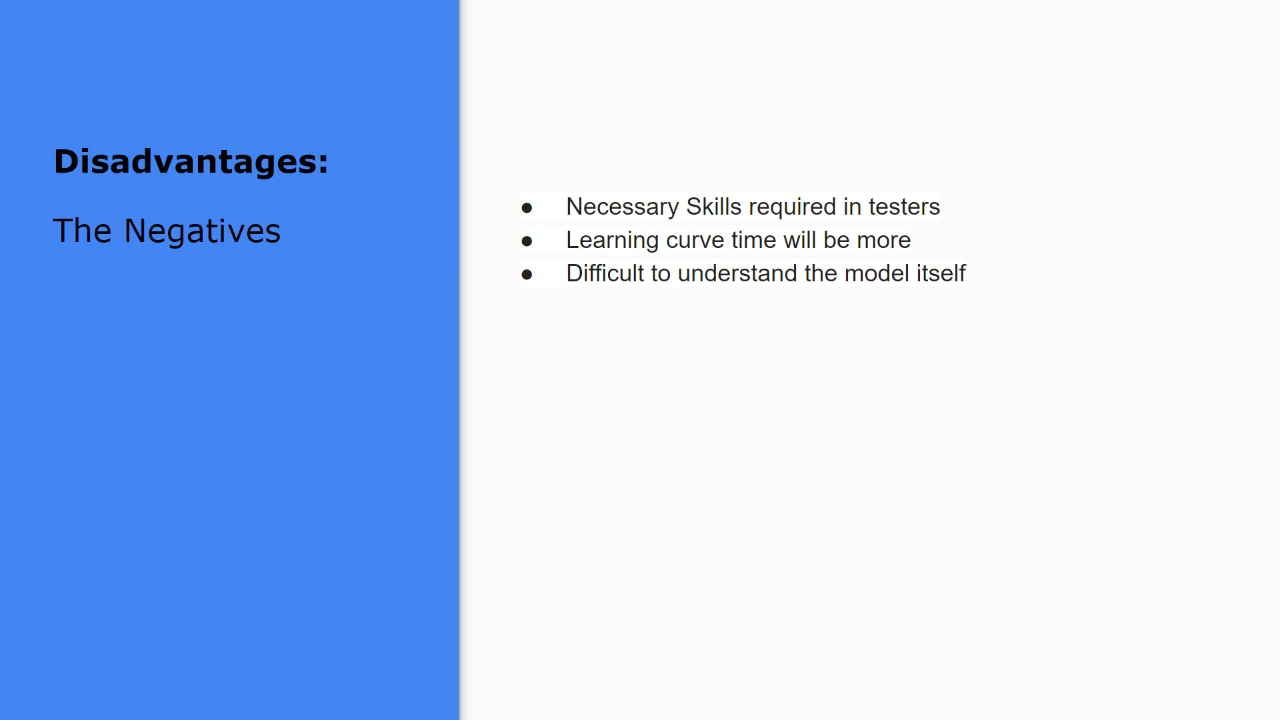 Disadvantages:
The Negatives
● Necessary Skills required in testers
● Learning curve time will be more
● Difficult to understand the model itself